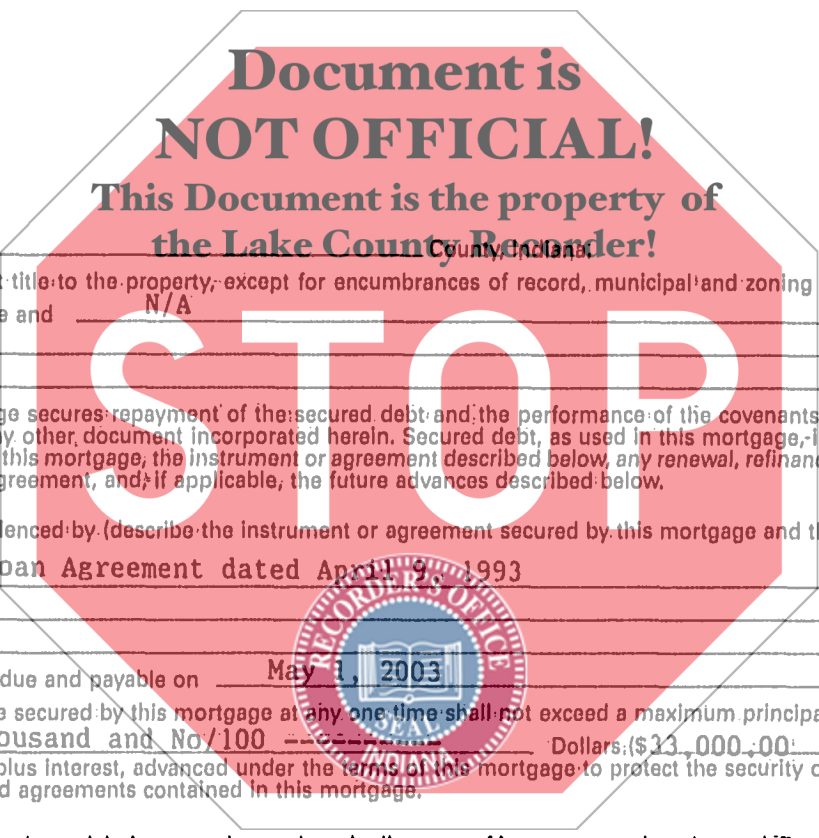 Document is
NOT OFFICIAL!
This Document is the property of
the Lake County Recorder!
County, Indiana.
title to the property, except for encumbrances of record, municipal and zoning
and N/A
STOP
secures repayment of the secured debt and the performance of the covenants
other document incorporated herein. Secured debt, as used in this mortgage,
this mortgage, the instrument or agreement described below, any renewal, refinan
greement, and, if applicable, the future advances described below.
denced by (describe the instrument or agreement secured by this mortgage and
oan Agreement dated April 9, 1993
RECORDER'S OFFICE
due and payable on May 1, 2003
secured by this mortgage at any one time shall not exceed a maximum principa
ousand and No/100 ---------- Dollars ($33,000.00
SEAL
plus interest, advanced under the terms of this mortgage to protect the security
INDIANA
d agreements contained in this mortgage.